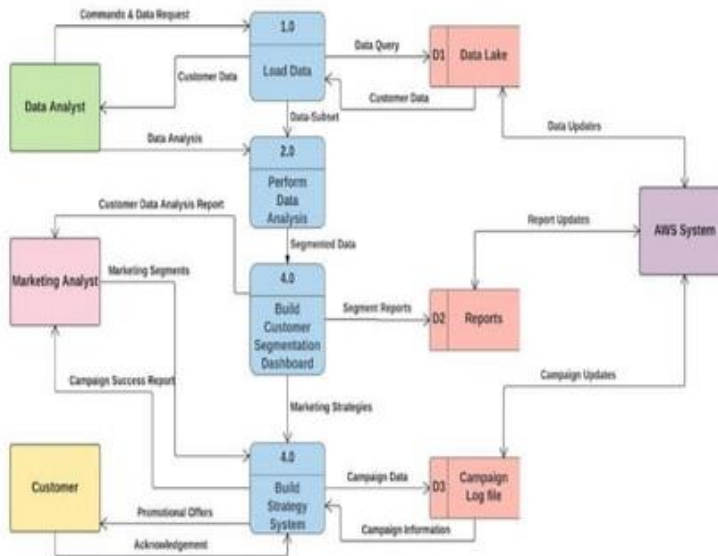 Commands & Data Request
1.0
Load Data
Data Query
D1
Data Lake
Customer Data
Customer Data
Data Analyst
Data-Subset
Data Analysis
Data Updates
2.0
Perform
Data
Analysis
Customer Data Analysis Report
Report Updates
AWS System
Segmented Data
Marketing Analyst
Marketing Segments
4.0
Build
Customer
Segmentation
Dashboard
Segment Reports
D2
Reports
Campaign Success Report
Campaign Updates
Marketing Strategies
Customer
4.0
Build
Strategy
System
Campaign Data
D3
Campaign
Log file
Promotional Offers
Campaign Information
Acknowledgement